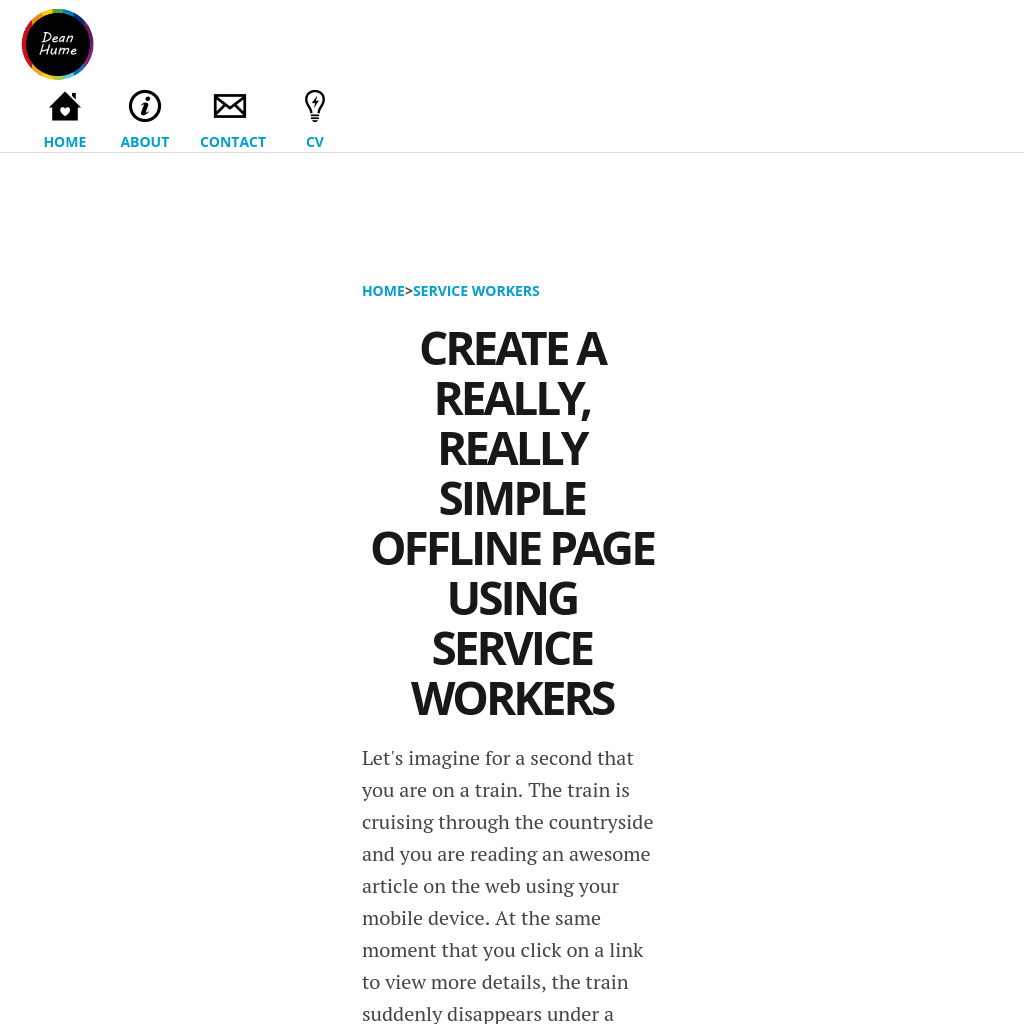 Dean
Hume
HOME ABOUT CONTACT CV
HOME>SERVICE WORKERS
CREATE A
REALLY,
REALLY
SIMPLE
OFFLINE PAGE
USING
SERVICE
WORKERS
Let's imagine for a second that
you are on a train. The train is
cruising through the countryside
and you are reading an awesome
article on the web using your
mobile device. At the same
moment that you click on a link
to view more details, the train
suddenly disappears under a